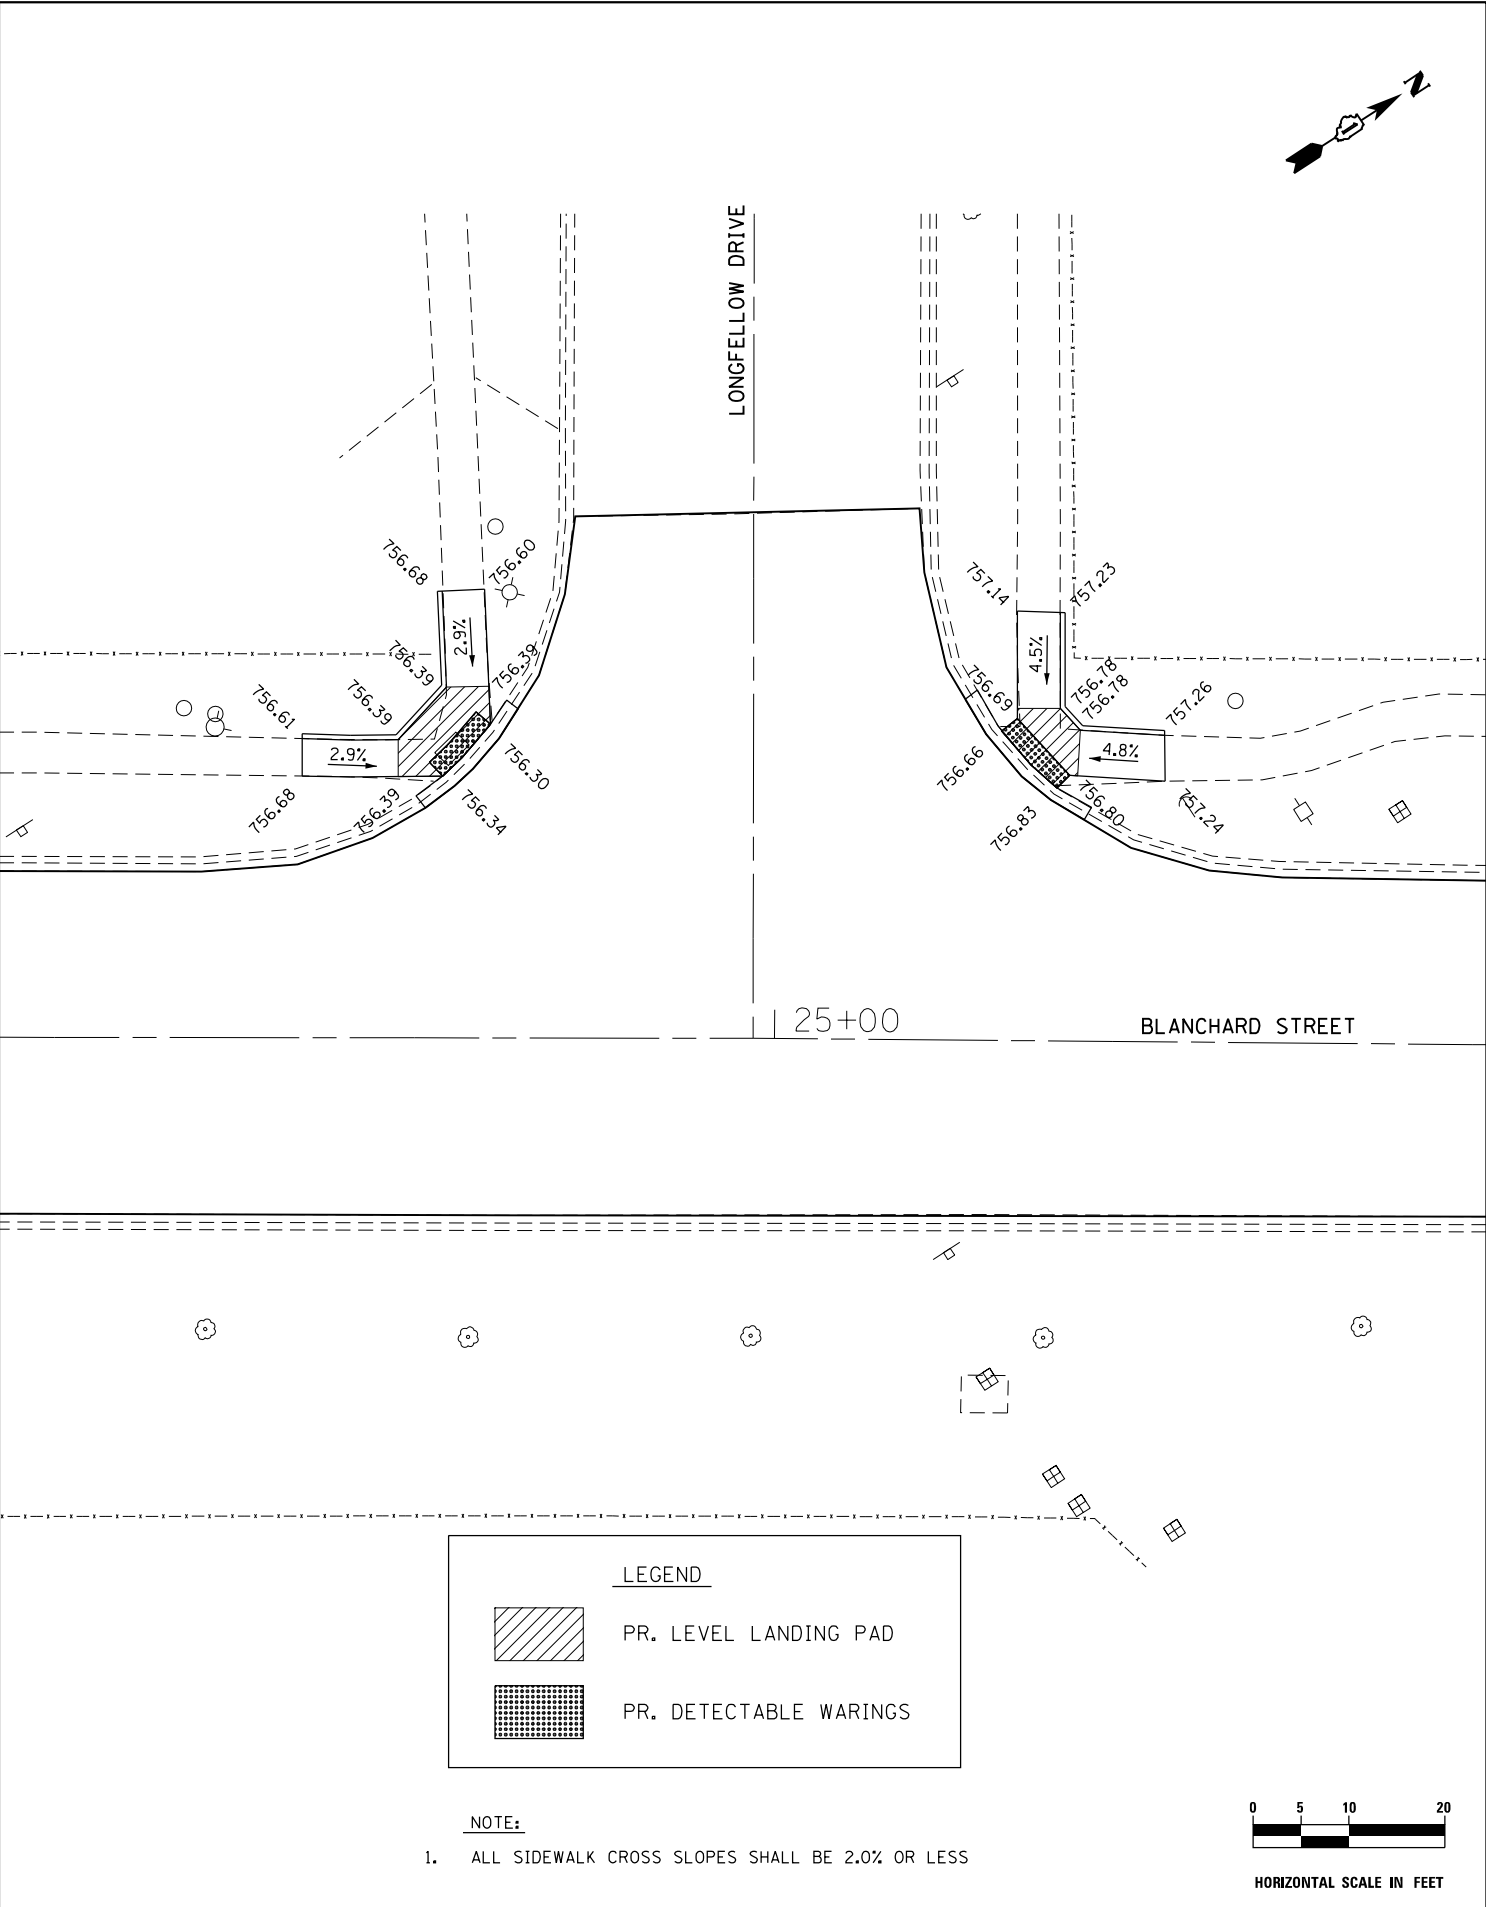 N
LONGFELLOW DRIVE
756.68
756.60
2.9%
756.39
756.39
756.61
756.39
2.9%
756.68
756.39
756.30
756.34
757.14
757.23
4.5%
756.69
756.78
756.78
757.26
4.8%
756.66
756.83
756.80
757.24
25+00
BLANCHARD STREET
LEGEND
PR. LEVEL LANDING PAD
PR. DETECTABLE WARINGS
NOTE:
1. ALL SIDEWALK CROSS SLOPES SHALL BE 2.0% OR LESS
0 5 10 20
HORIZONTAL SCALE IN FEET